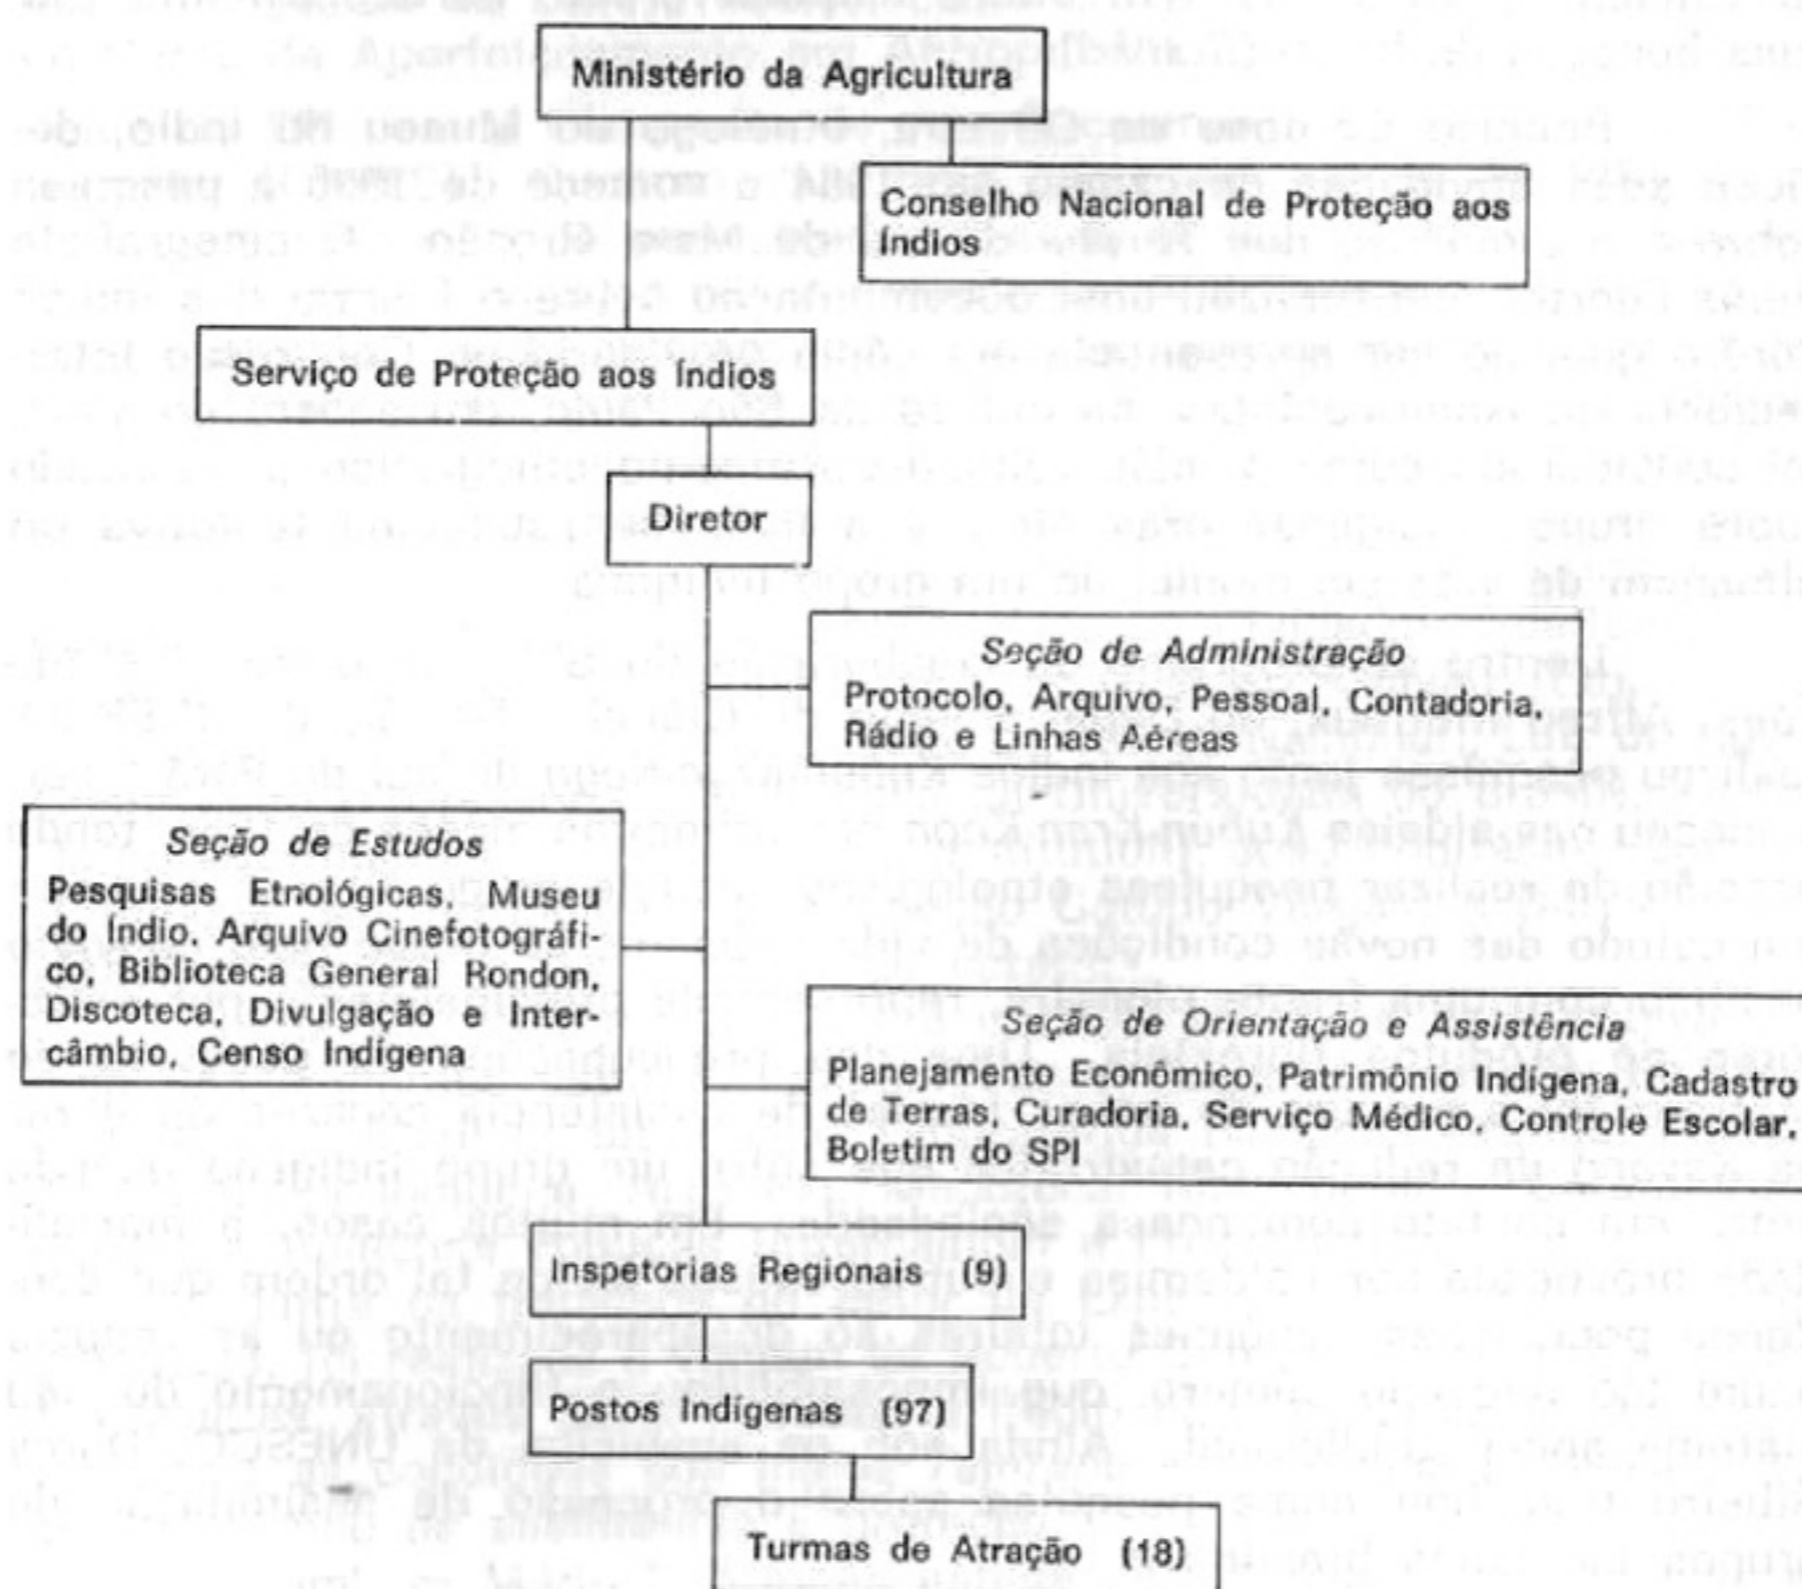 Ministério da Agricultura
Conselho Nacional de Proteção aos
Índios
Serviço de Proteção aos Índios
Diretor
Seção de Administração
Protocolo, Arquivo, Pessoal, Contadoria,
Rádio e Linhas Aéreas
Seção de Estudos
Pesquisas Etnológicas, Museu
do Índio, Arquivo Cinefotográfi-
co, Biblioteca General Rondon,
Discoteca, Divulgação e Inter-
câmbio, Censo Indígena
Seção de Orientação e Assistência
Planejamento Econômico, Patrimônio Indígena, Cadastro
de Terras, Curadoria, Serviço Médico, Controle Escolar,
Boletim do SPI
Inspetorias Regionais (9)
Postos Indígenas (97)
Turmas de Atração (18)